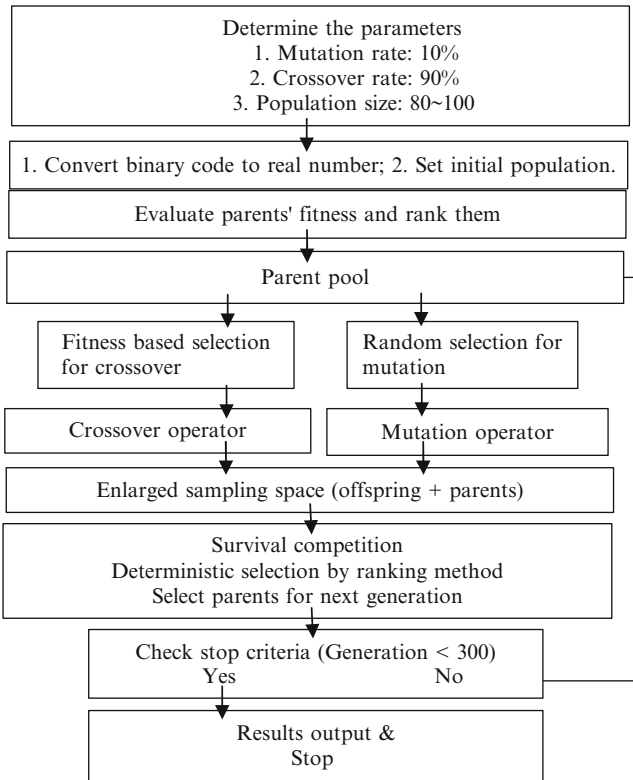 Determine the parameters
1. Mutation rate: 10%
2. Crossover rate: 90%
3. Population size: 80~100
1. Convert binary code to real number; 2. Set initial population.
Evaluate parents' fitness and rank them
Parent pool
Fitness based selection
for crossover
Random selection for
mutation
Crossover operator
Mutation operator
Enlarged sampling space (offspring + parents)
Survival competition
Deterministic selection by ranking method
Select parents for next generation
Check stop criteria (Generation < 300)
Yes No
Results output &
Stop